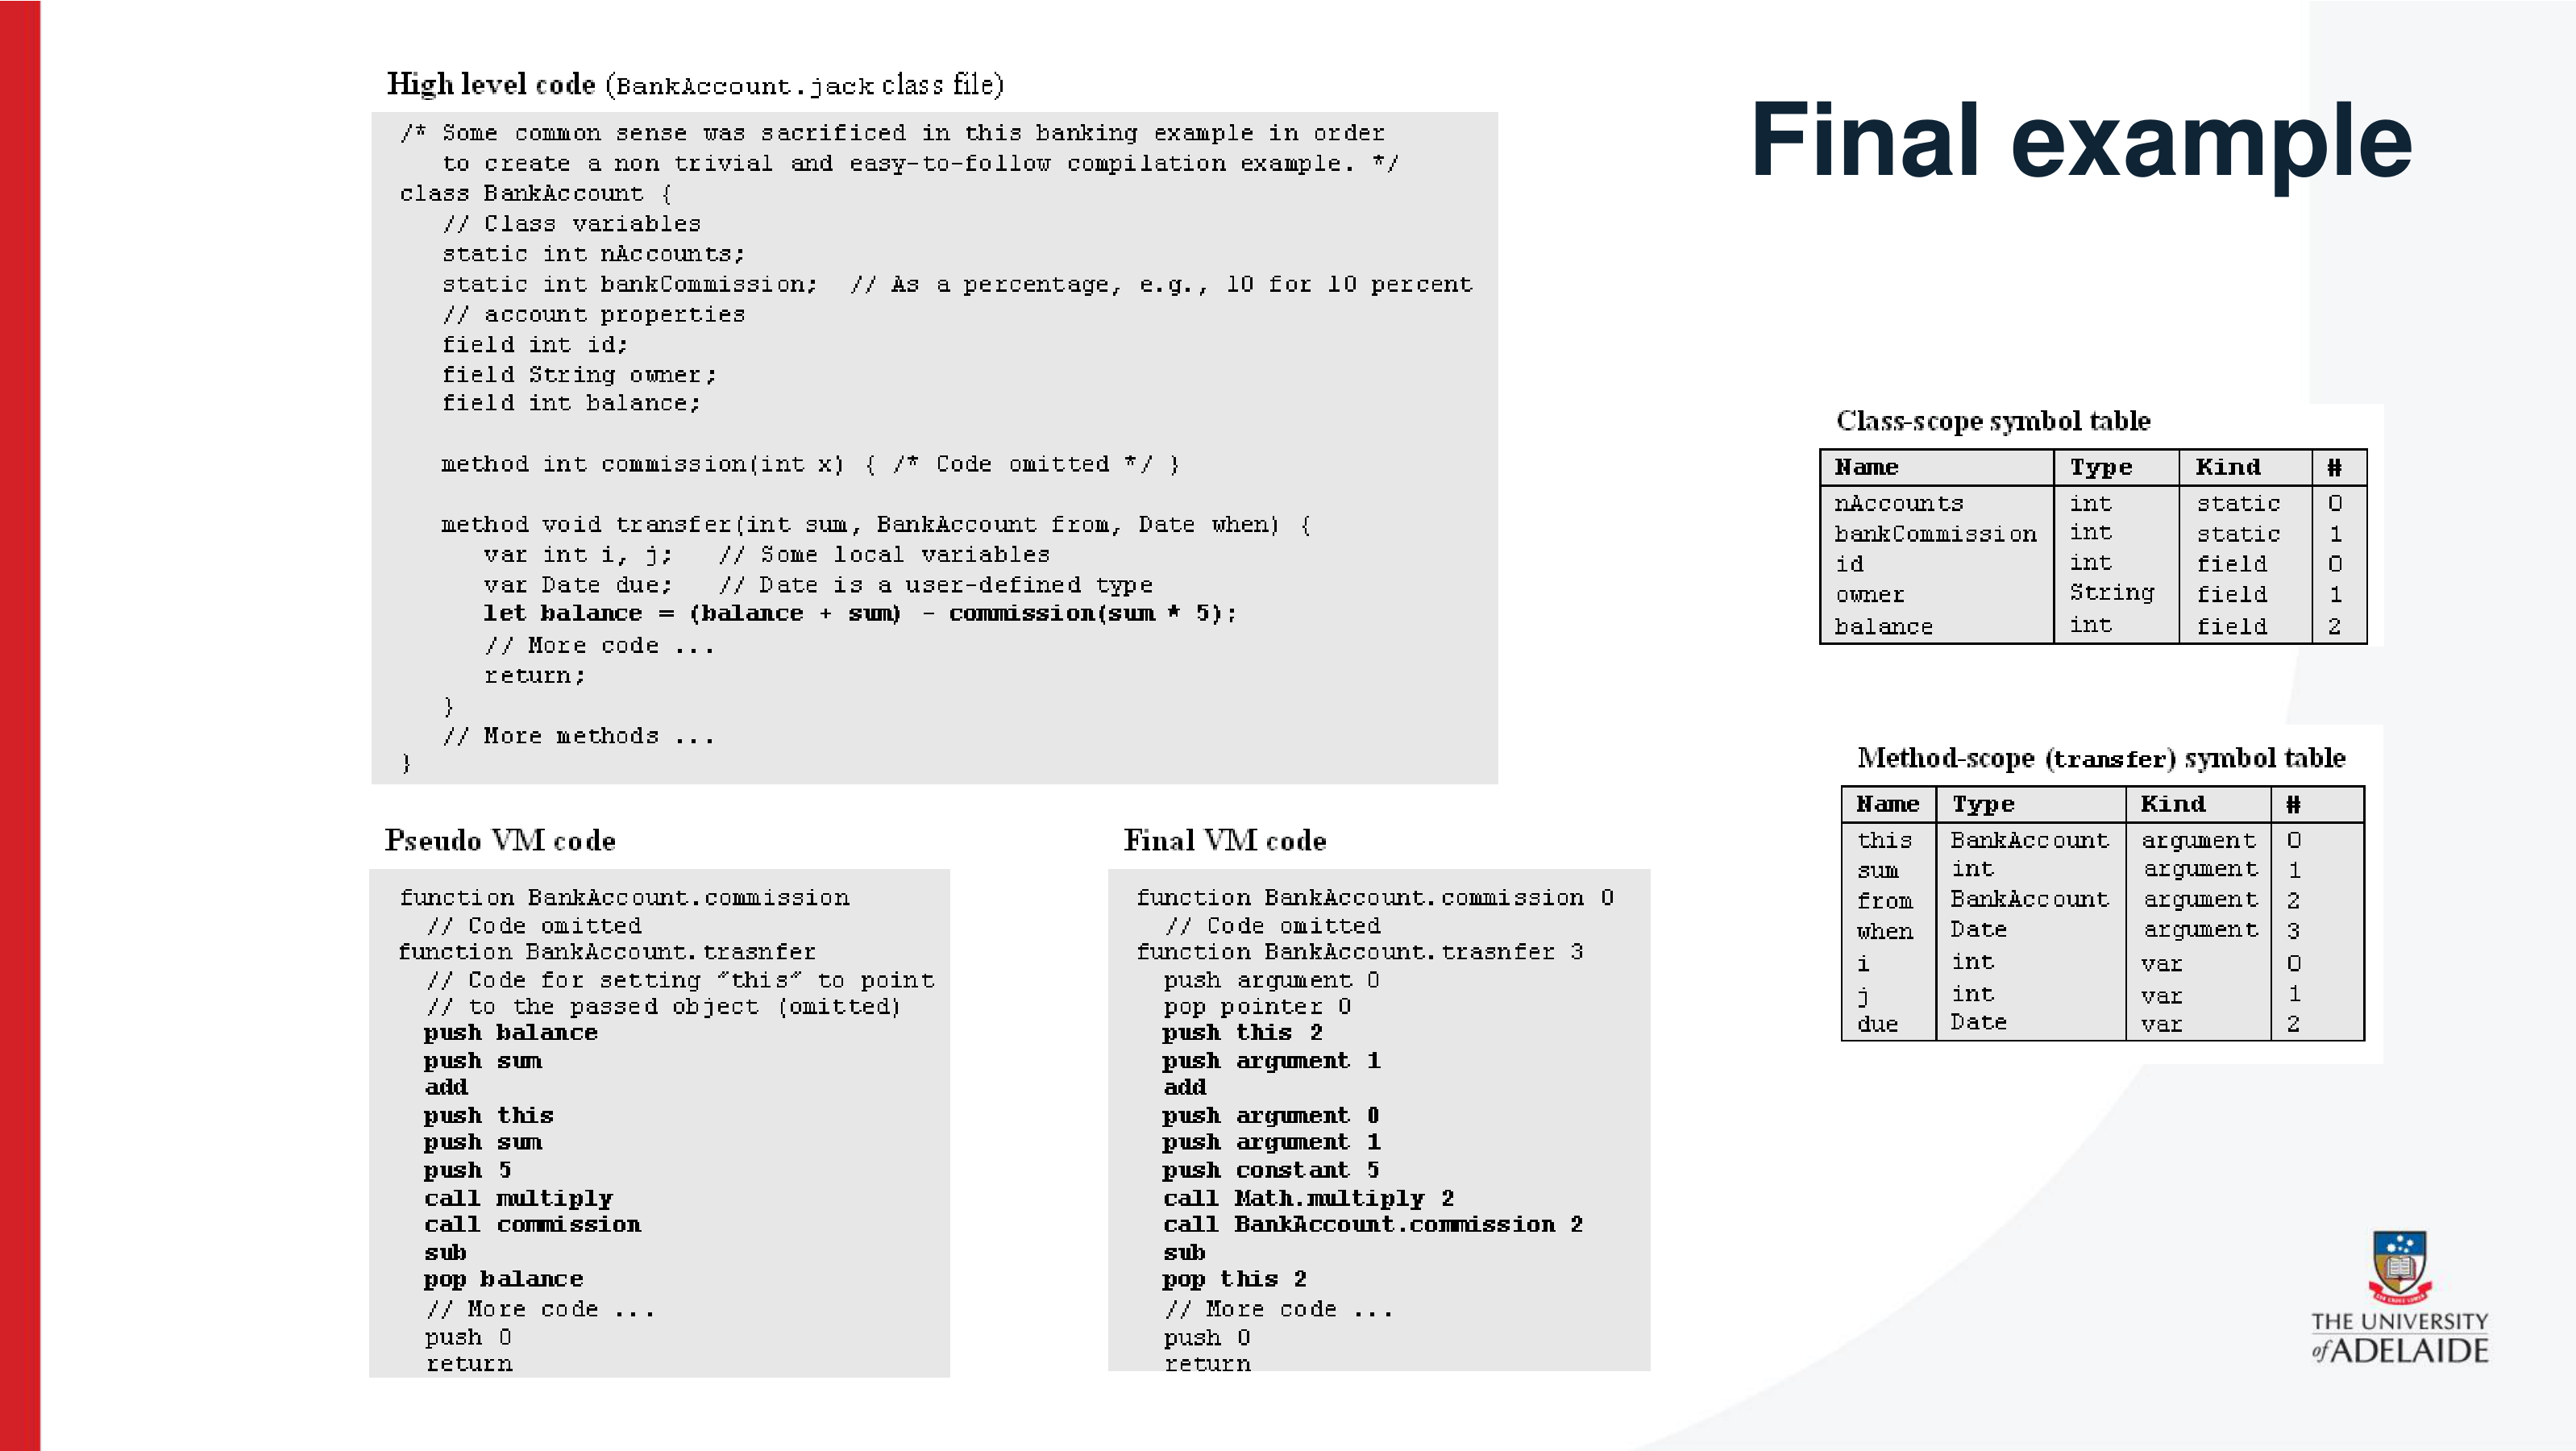 High level code (BankAccount.jack class file)
/* Some common sense was sacrificed in this banking example in order
to create a non trivial and easy-to-follow compilation example. */
class BankAccount {
// Class variables
static int nAccounts;
static int bankCommission;  // As a percentage, e.g., 10 for 10 percent
// account properties
field int id;
field String owner;
field int balance;
method int commission(int x) { /* Code omitted */ }
method void transfer(int sum, BankAccount from, Date when) {
var int i, j;   // Some local variables
var Date due;   // Date is a user-defined type
let balance = (balance + sum) - commission(sum * 5);
// More code ...
return;
}
// More methods ...
}
Final example
Class-scope symbol table
Name Type Kind #
nAccounts int static 0
bankCommission int static 1
id int field 0
owner String field 1
balance int field 2
Method-scope (transfer) symbol table
Name Type Kind #
this BankAccount argument 0
sum int argument 1
from BankAccount argument 2
when Date argument 3
i int var 0
j int var 1
due Date var 2
Pseudo VM code
function BankAccount.commission
// Code omitted
function BankAccount.trasnfer
// Code for setting "this" to point
// to the passed object (omitted)
push balance
push sum
add
push this
push sum
push 5
call multiply
call commission
sub
pop balance
// More code ...
push 0
return
Final VM code
function BankAccount.commission 0
// Code omitted
function BankAccount.trasnfer 3
push argument 0
pop pointer 0
push this 2
push argument 1
add
push argument 0
push argument 1
push constant 5
call Math.multiply 2
call BankAccount.commission 2
sub
pop this 2
// More code ...
push 0
return
THE UNIVERSITY
of ADELAIDE